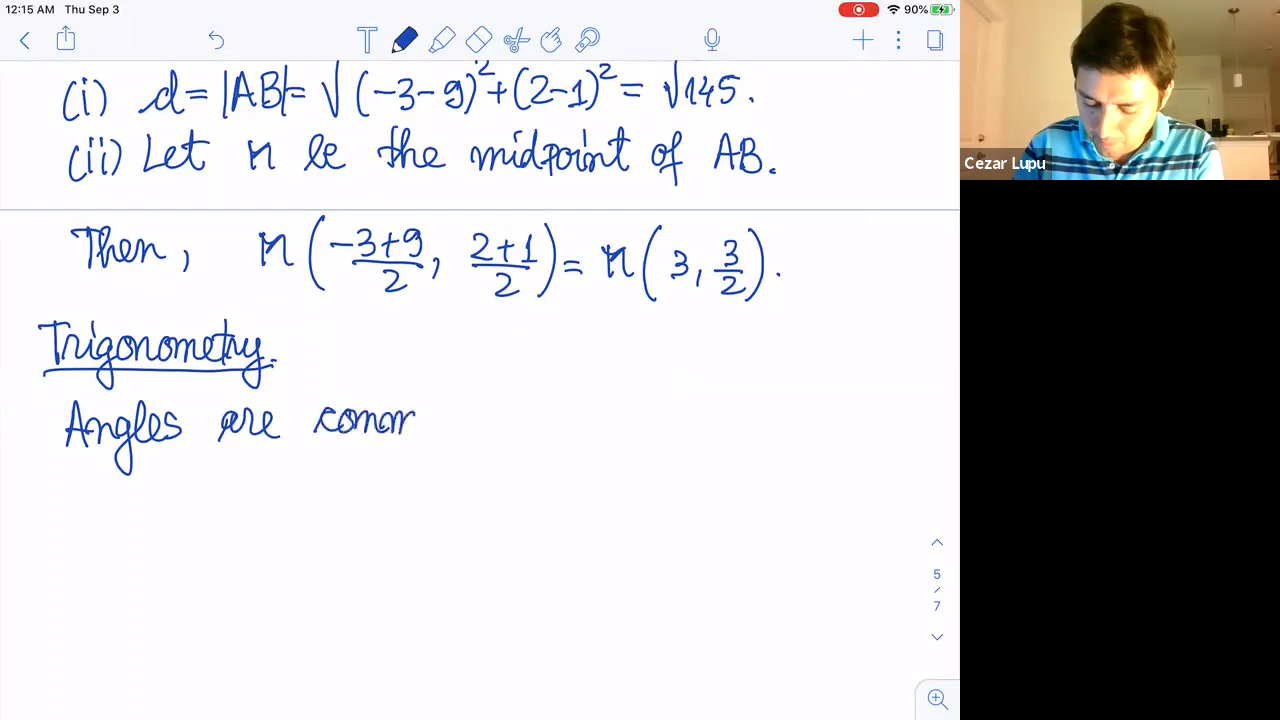 12:15 AM Thu Sep 3
90%
(i) d = |AB| = √(-3-9)²+(2-1)² = √145.
(ii) Let M be the midpoint of AB.
Then, M(-3+9/2, 2+1/2) = M(3, 3/2).
Trigonometry.
Angles are comm
5
/
7
Cezar Lupu